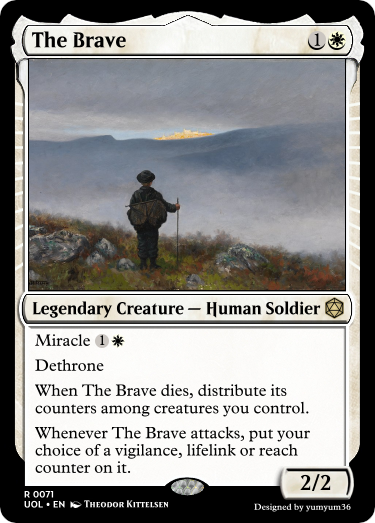 The Brave 1
Legendary Creature — Human Soldier
Miracle 1
Dethrone
When The Brave dies, distribute its
counters among creatures you control.
Whenever The Brave attacks, put your
choice of a vigilance, lifelink or reach
counter on it.
2/2
R 0071
UOL • EN Theodor Kittelsen
Designed by yumyum36